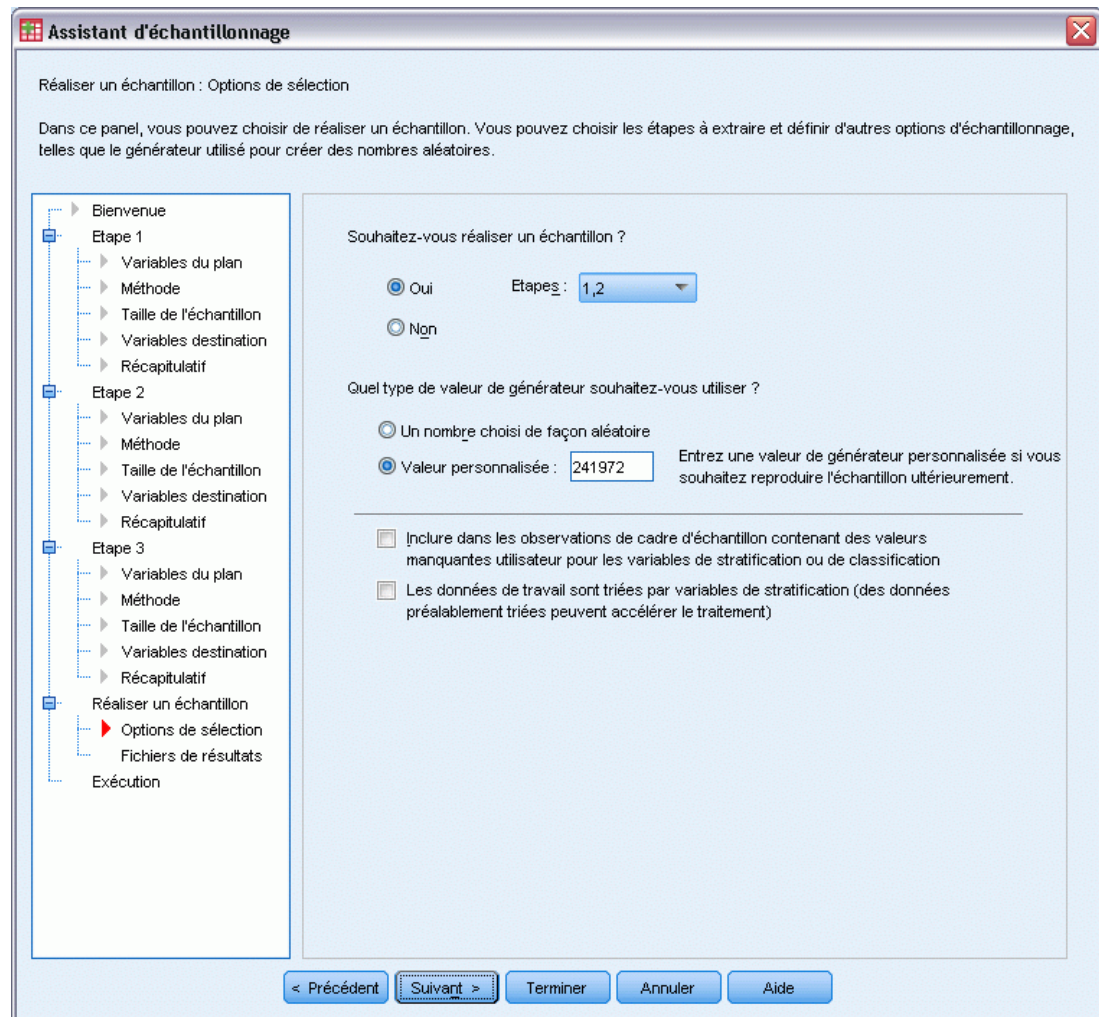 Assistant d'échantillonnage
Réaliser un échantillon : Options de sélection
Dans ce panel, vous pouvez choisir de réaliser un échantillon. Vous pouvez choisir les étapes à extraire et définir d'autres options d'échantillonnage,
telles que le générateur utilisé pour créer des nombres aléatoires.
Bienvenue
Etape 1
Variables du plan
Méthode
Taille de l'échantillon
Variables destination
Récapitulatif
Etape 2
Variables du plan
Méthode
Taille de l'échantillon
Variables destination
Récapitulatif
Etape 3
Variables du plan
Méthode
Taille de l'échantillon
Variables destination
Récapitulatif
Réaliser un échantillon
Options de sélection
Fichiers de résultats
Exécution
Souhaitez-vous réaliser un échantillon ?
Oui Etapes : 1,2
Non
Quel type de valeur de générateur souhaitez-vous utiliser ?
Un nombre choisi de façon aléatoire
Valeur personnalisée : 241972
Entrez une valeur de générateur personnalisée si vous
souhaitez reproduire l'échantillon ultérieurement.
Inclure dans les observations de cadre d'échantillon contenant des valeurs
manquantes utilisateur pour les variables de stratification ou de classification
Les données de travail sont triées par variables de stratification (des données
préalablement triées peuvent accélérer le traitement)
< Précédent Suivant > Terminer Annuler Aide